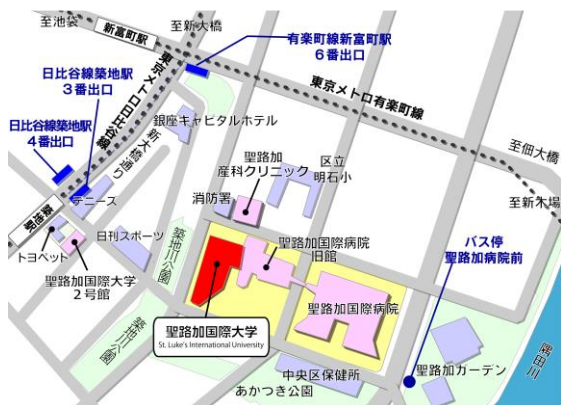 至池袋
至新大橋
新富町駅
有楽町線新富町駅
6番出口
日比谷線築地駅
3番出口
東京メトロ日比谷線
東京メトロ有楽町線
銀座キャピタルホテル
新大橋通り
日比谷線築地駅
4番出口
至佃大橋
聖路加
産科クリニック
区立
明石小
消防署
デニース
築地駅
至新木場
トヨペット
日刊スポーツ
築地川公園
聖路加国際病院
旧館
バス停
聖路加病院前
聖路加国際大学
2号館
聖路加国際病院
聖路加国際大学
St. Luke's International University
築地川公園
中央区保健所
あかつき公園
聖路加ガーデン
隅田川